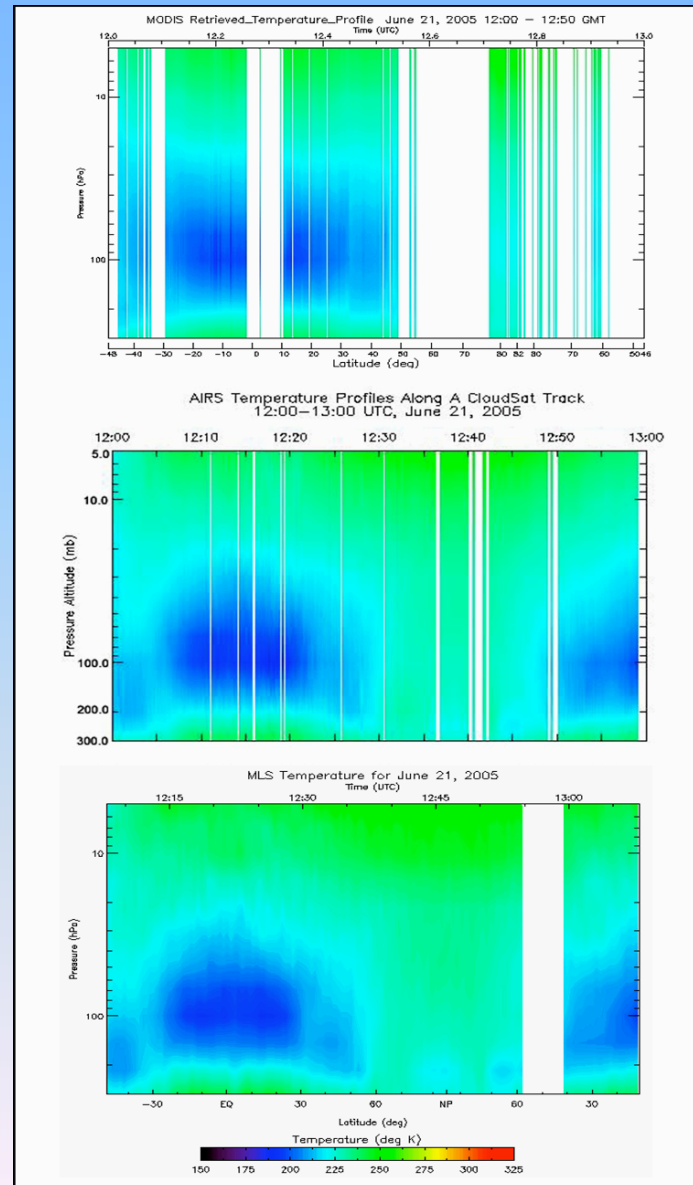 MODIS Retrieved_Temperature_Profile June 21, 2005 12:00 - 12:50 GMT
Time (UTC)
12.0 12.2 12.4 12.6 12.8 13.0
Pressure (hPa)
10
100
-48 -40 -30 -20 -10 0 10 20 30 40 50 60 70 80 82 80 70 60 5046
Latitude (deg)
AIRS Temperature Profiles Along A CloudSat Track
12:00-13:00 UTC, June 21, 2005
12:00 12:10 12:20 12:30 12:40 12:50 13:00
Pressure Altitude (mb)
5.0
10.0
100.0
200.0
300.0
MLS Temperature for June 21, 2005
Time (UTC)
12:15 12:30 12:45 13:00
Pressure (hPa)
10
100
-30 EQ 30 60 NP 60 30
Latitude (deg)
Temperature (deg K)
150 175 200 225 250 275 300 325